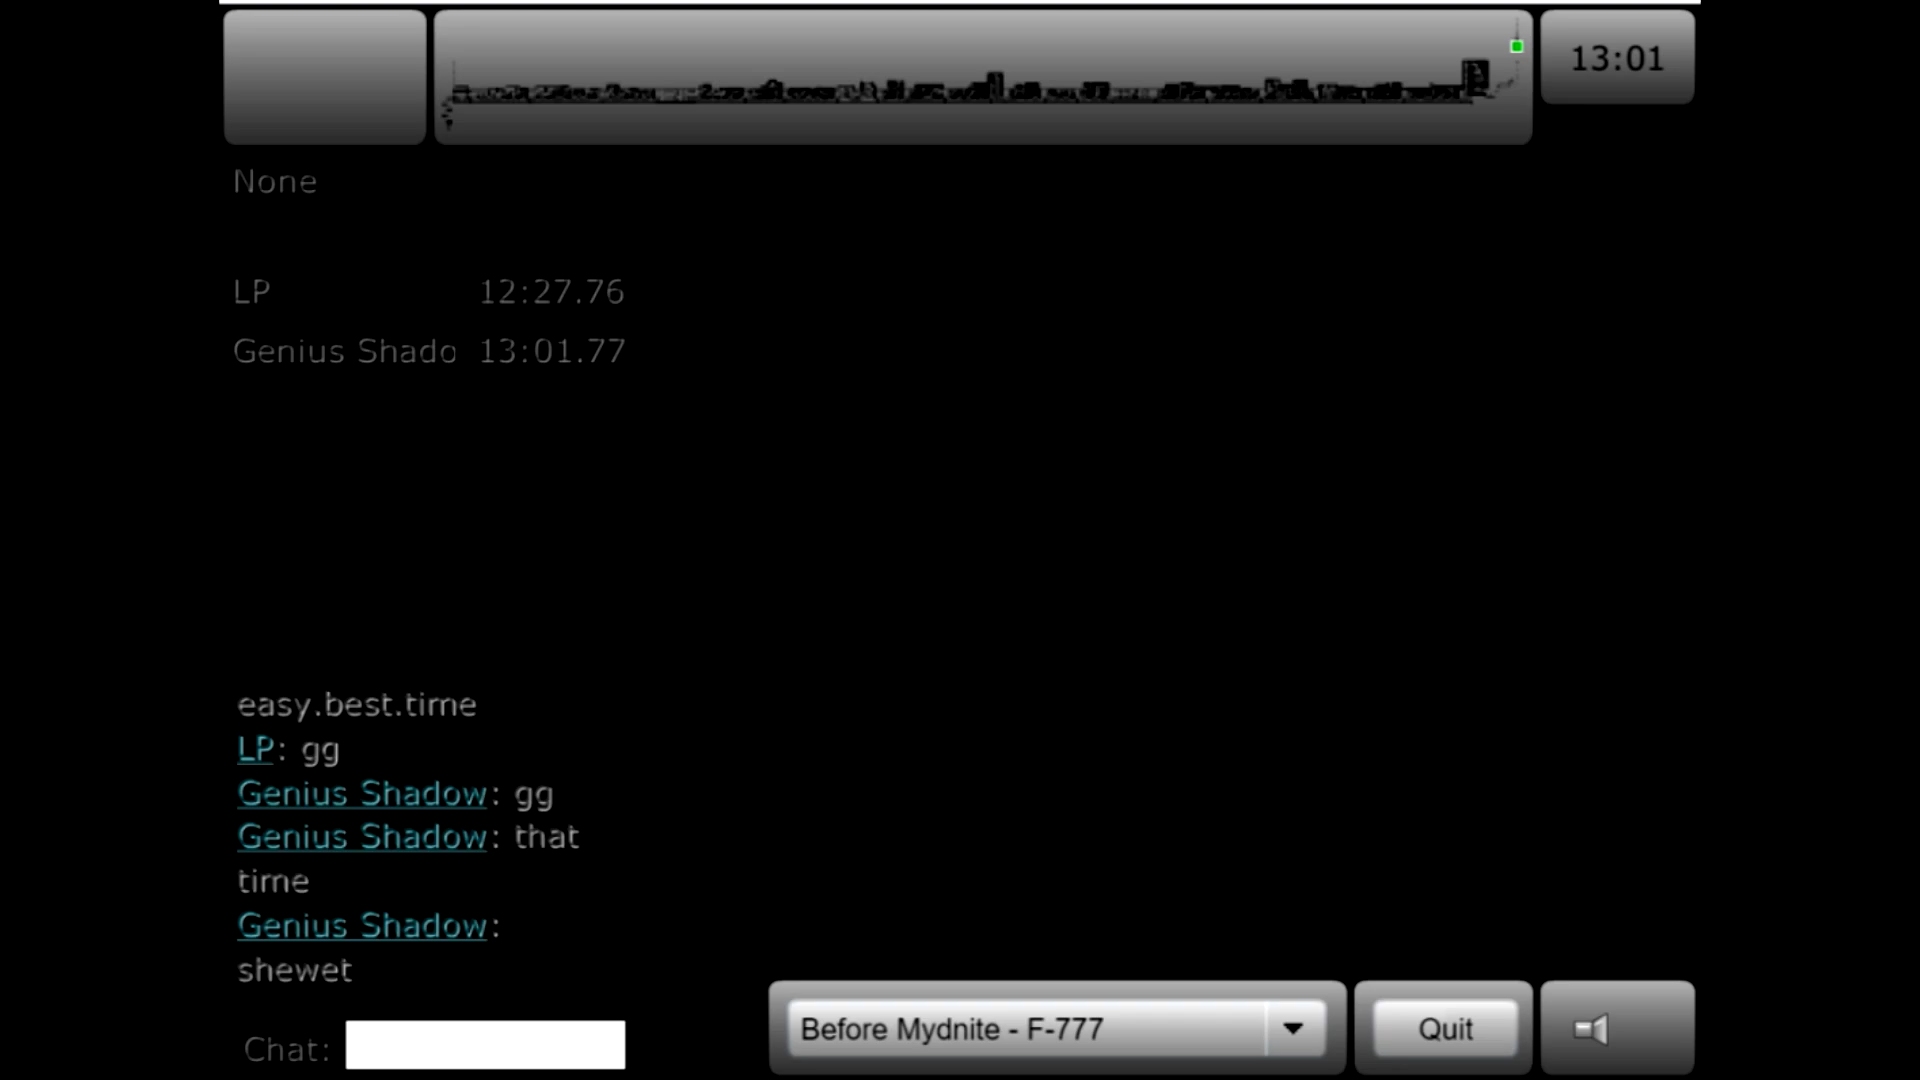 13:01
None
LP 12:27.76
Genius Shado 13:01.77
easy.best.time
LP: gg
Genius Shadow: gg
Genius Shadow: that
time
Genius Shadow:
shewet
Chat:
Before Mydnite - F-777
Quit